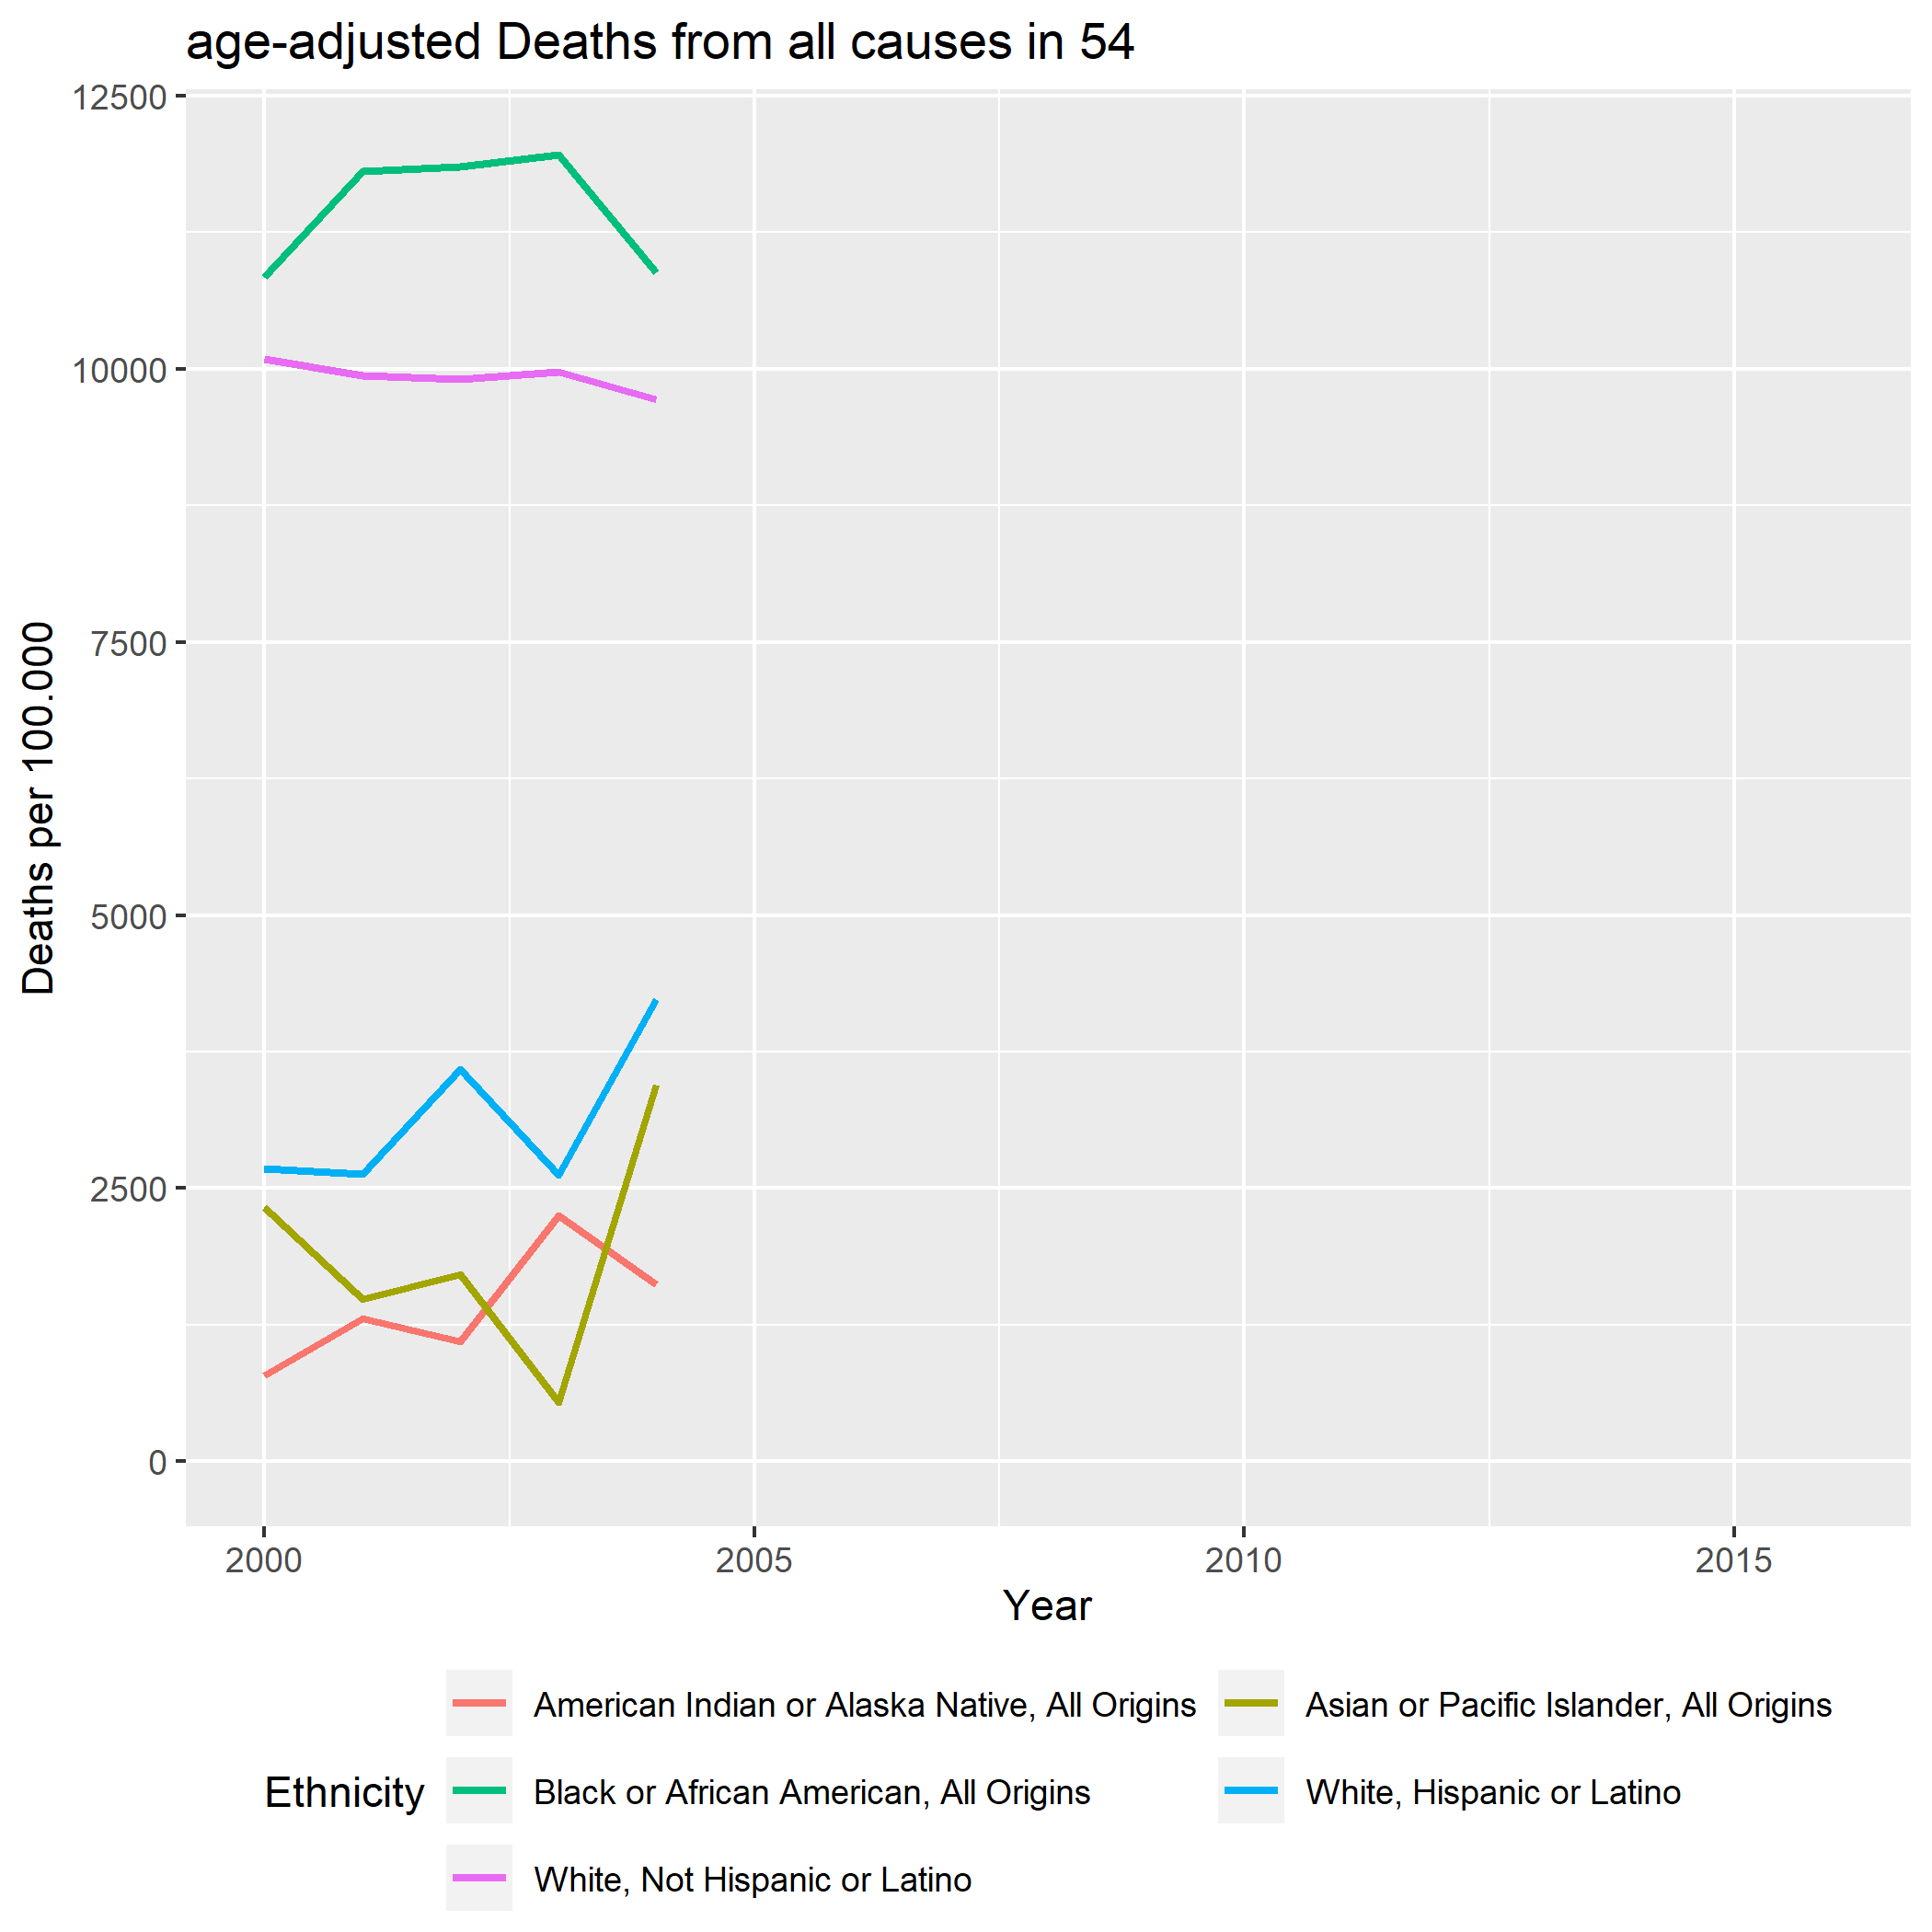 age-adjusted Deaths from all causes in 54
12500
10000
7500
5000
2500
0
Deaths per 100.000
2000 2005 2010 2015
Year
Ethnicity
American Indian or Alaska Native, All Origins
Asian or Pacific Islander, All Origins
Black or African American, All Origins
White, Hispanic or Latino
White, Not Hispanic or Latino